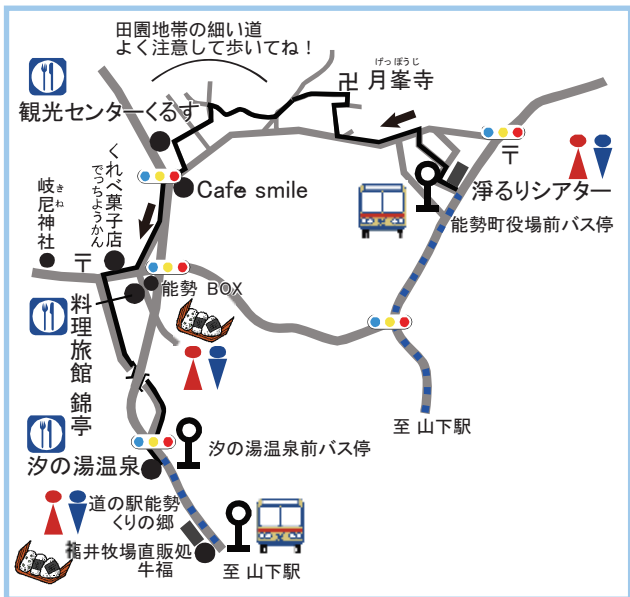 田園地帯の細い道
よく注意して歩いてね！
げっぽうじ
卍 月峯寺
観光センターくるす
〒
浄るりシアター
能勢町役場前バス停
Cafe smile
くれべ菓子店
でっちようかん
きね
岐尼神社
〒
能勢 BOX
料理旅館 錦亭
至 山下駅
汐の湯温泉前バス停
汐の湯温泉
道の駅能勢
くりの郷
井牧場直販処
牛福
至 山下駅